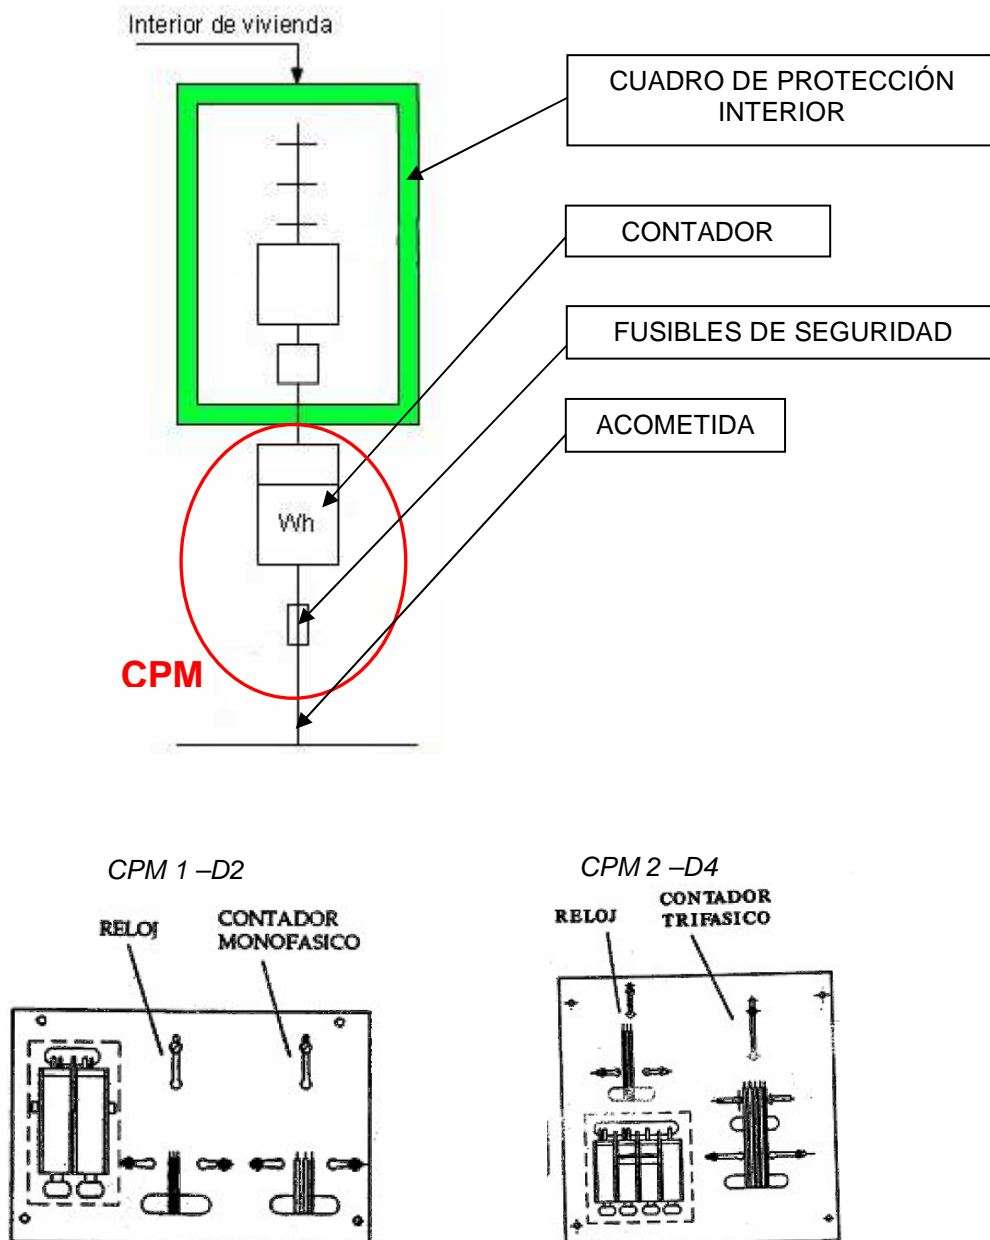 Interior de vivienda
CUADRO DE PROTECCIÓN
INTERIOR
CONTADOR
FUSIBLES DE SEGURIDAD
ACOMETIDA
Wh
CPM
CPM 1 –D2
RELOJ
CONTADOR
MONOFASICO
CPM 2 –D4
RELOJ
CONTADOR
TRIFASICO